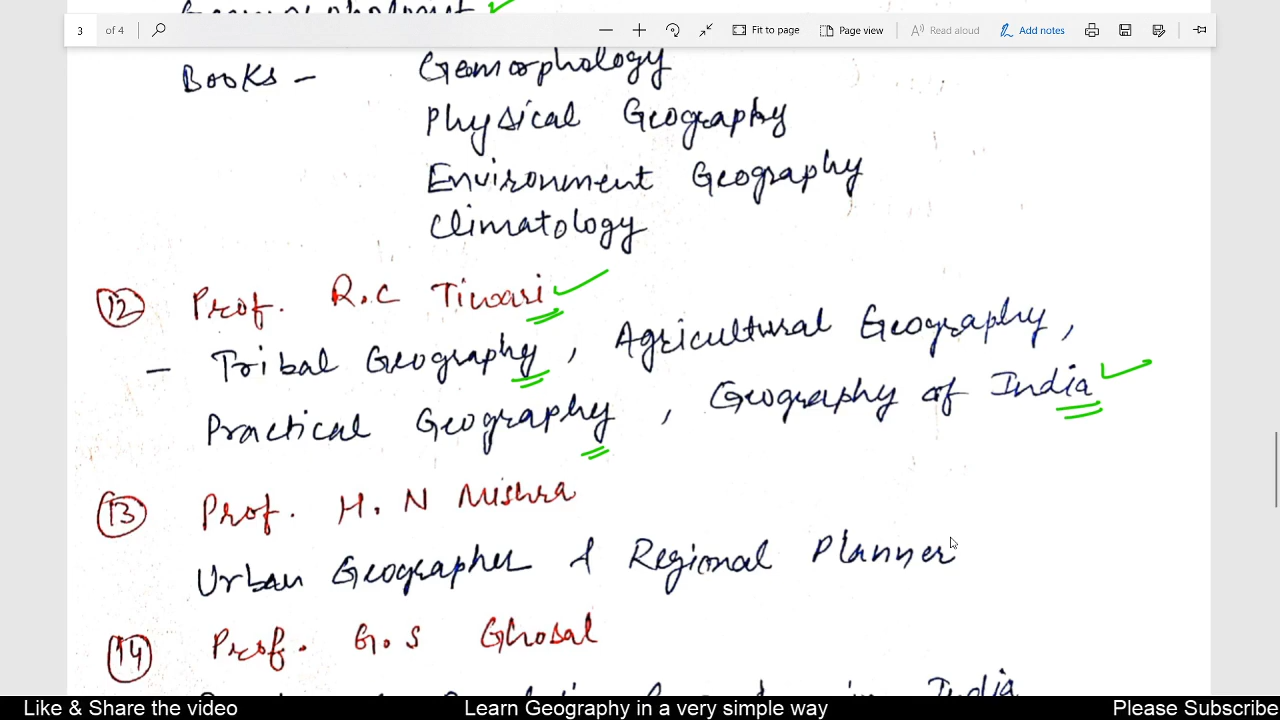 3 of 4 Fit to page Page view Read aloud Add notes
Books - Gemorphology
Physical Geography
Environment Geography
Climatology
12 Prof. R.C Tiwari
- Tribal Geography, Agricultural Geography,
Practical Geography, Geography of India
13 Prof. H. N Mishra
Urban Geographer & Regional Planner
14 Prof. G.S Ghosal
India
Like & Share the video Learn Geography in a very simple way Please Subscribe